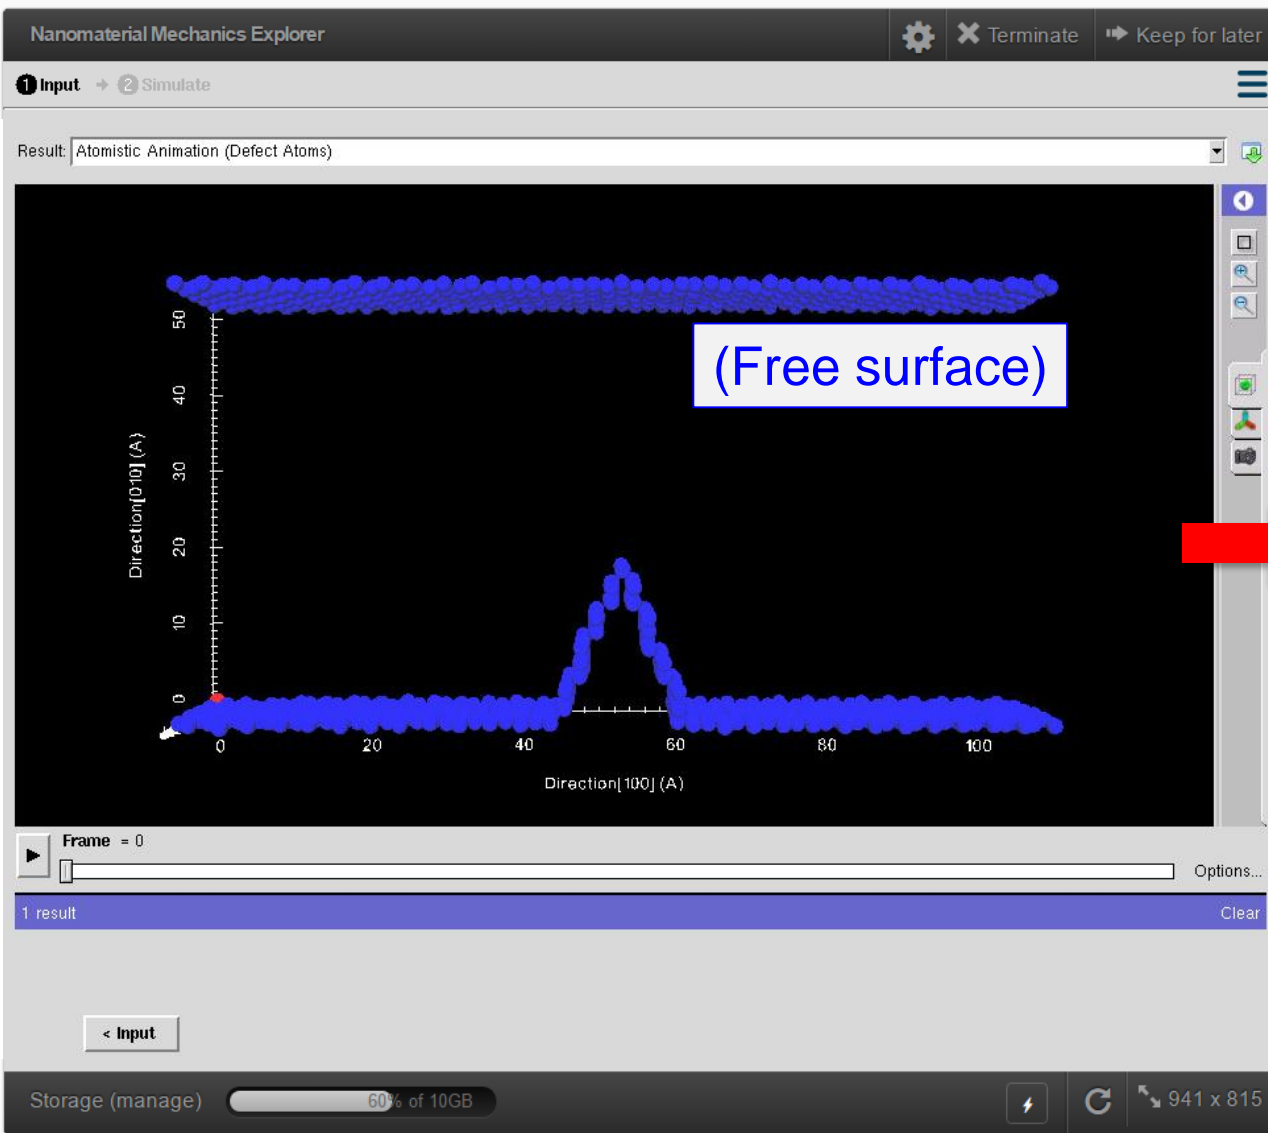 Nanomaterial Mechanics Explorer
Terminate
Keep for later
1 Input
2 Simulate
Result: Atomistic Animation (Defect Atoms)
(Free surface)
50
40
30
20
10
0
Direction[010] (A)
0 20 40 60 80 100
Direction[100] (A)
Frame = 0
Options...
1 result
Clear
< Input
Storage (manage)
60% of 10GB
941 x 815